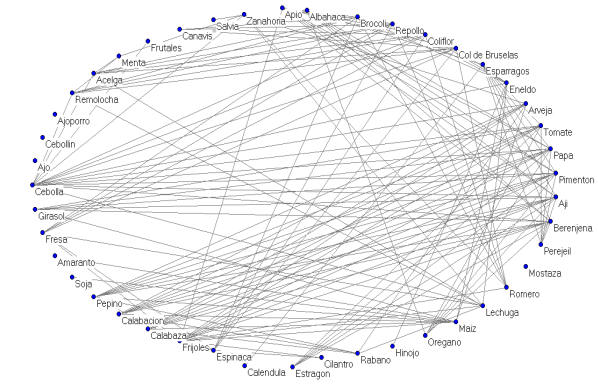 Apio
Albahaca
Zanahoria
Brocoli
Salvia
Repollo
Canavis
Coliflor
Frutales
Col de Bruselas
Menta
Esparragos
Acelga
Eneldo
Remolocha
Arveja
Ajoporro
Tomate
Cebollin
Papa
Ajo
Pimenton
Cebolla
Aji
Girasol
Berenjena
Fresa
Perejeil
Amaranto
Mostaza
Soja
Romero
Pepino
Lechuga
Calabacion
Maiz
Calabaza
Oregano
Frijoles
Hinojo
Espinaca
Rabano
Calendula
Cilantro
Estragon